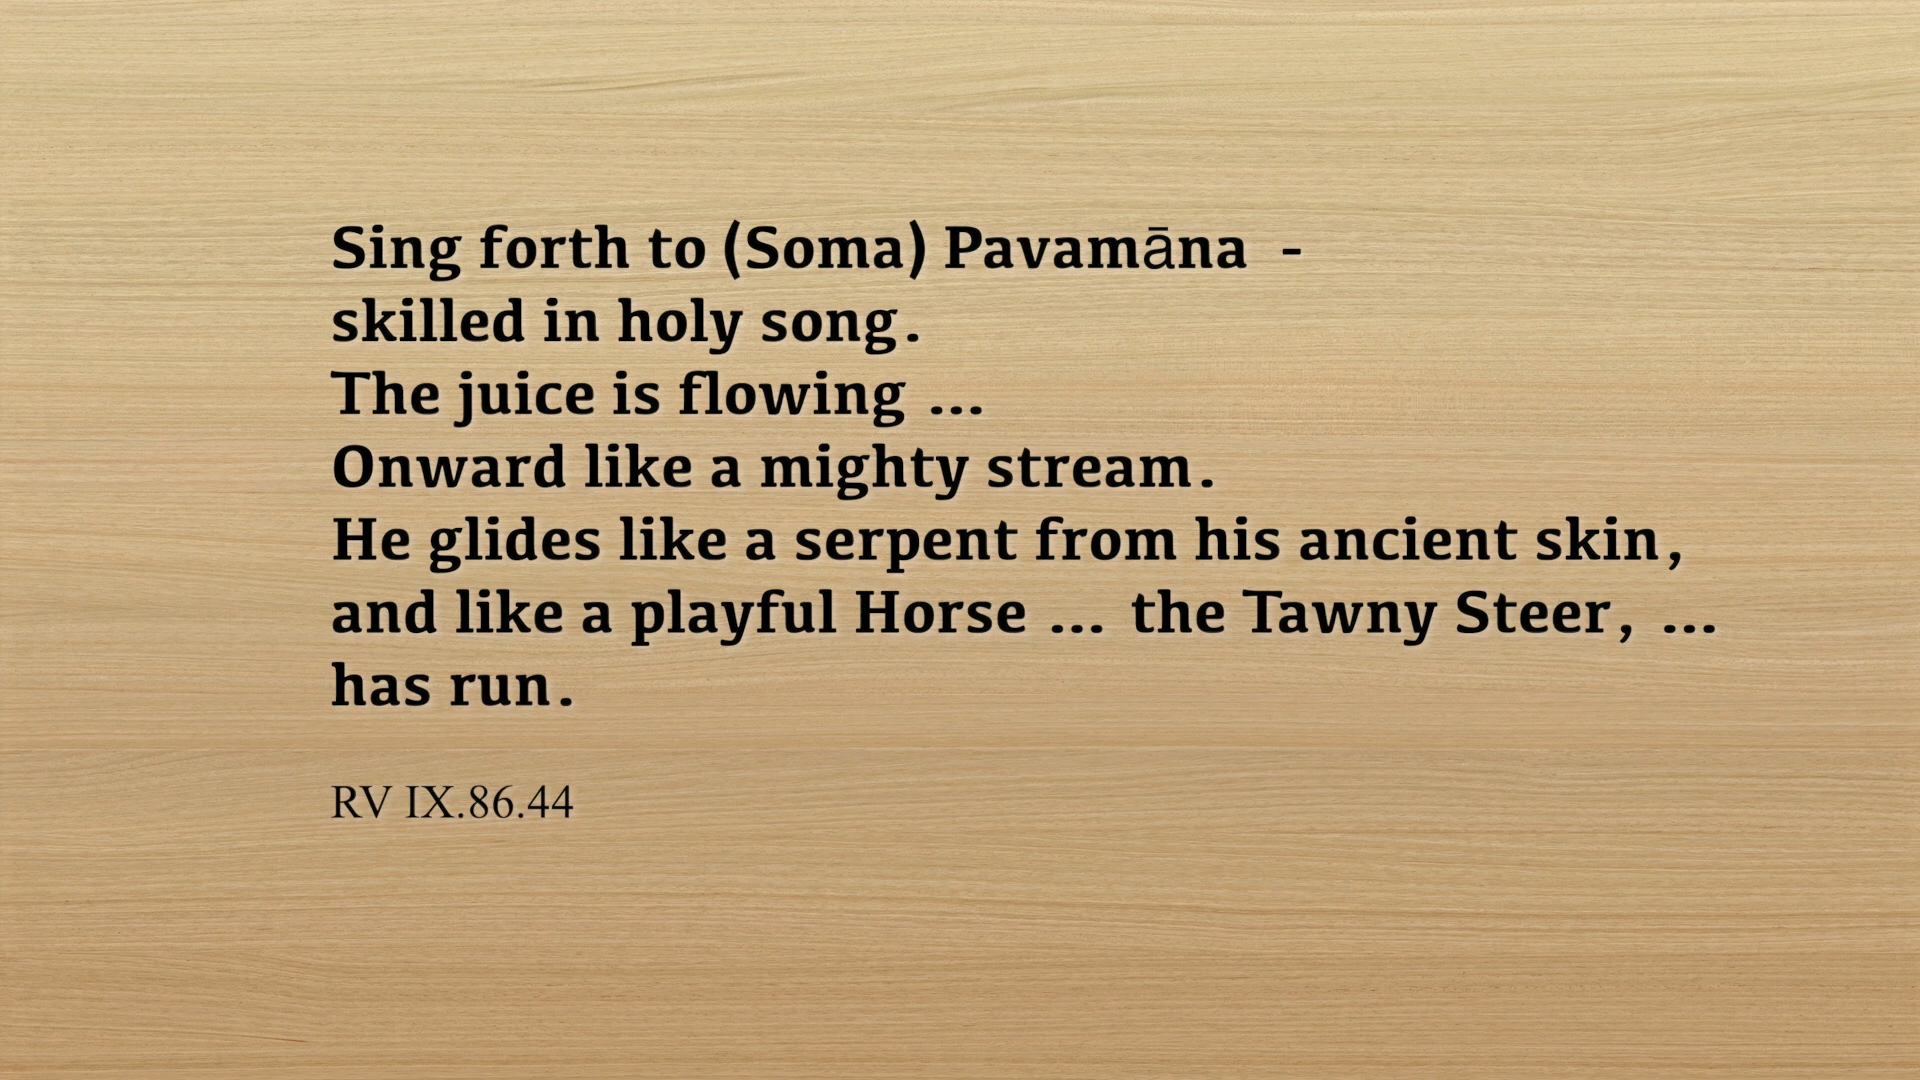 Sing forth to (Soma) Pavamāna -
skilled in holy song.
The juice is flowing ...
Onward like a mighty stream.
He glides like a serpent from his ancient skin,
and like a playful Horse ... the Tawny Steer, ...
has run.
RV IX.86.44